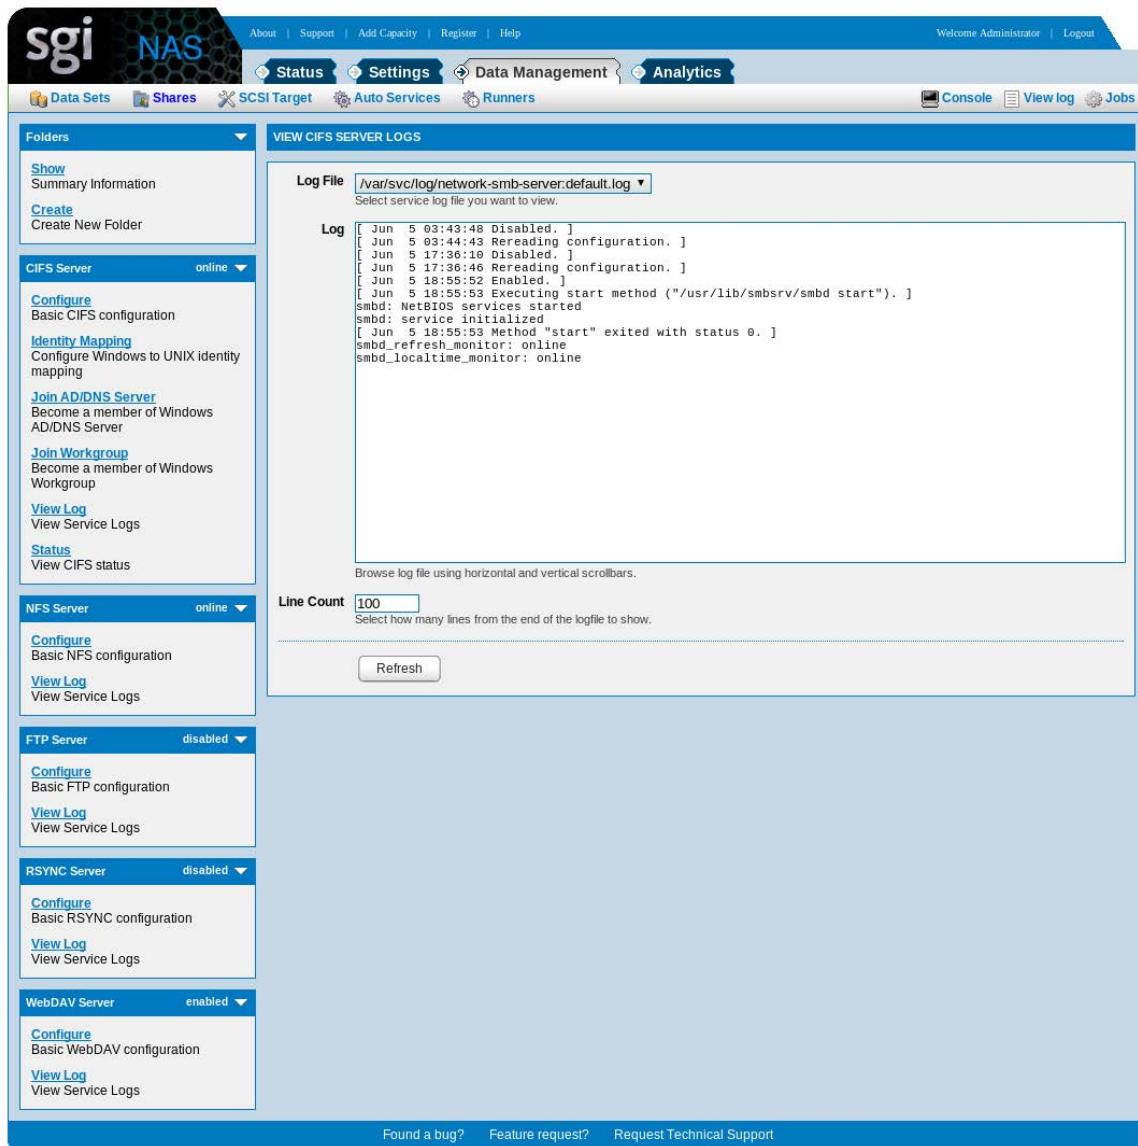 sgi NAS
About | Support | Add Capacity | Register | Help
Welcome Administrator | Logout
Status Settings Data Management Analytics
Data Sets Shares SCSI Target Auto Services Runners
Console View log Jobs
Folders
Show
Summary Information
Create
Create New Folder
CIFS Server online
Configure
Basic CIFS configuration
Identity Mapping
Configure Windows to UNIX identity
mapping
Join AD/DNS Server
Become a member of Windows
AD/DNS Server
Join Workgroup
Become a member of Windows
Workgroup
View Log
View Service Logs
Status
View CIFS status
NFS Server online
Configure
Basic NFS configuration
View Log
View Service Logs
FTP Server disabled
Configure
Basic FTP configuration
View Log
View Service Logs
RSYNC Server disabled
Configure
Basic RSYNC configuration
View Log
View Service Logs
WebDAV Server enabled
Configure
Basic WebDAV configuration
View Log
View Service Logs
VIEW CIFS SERVER LOGS
Log File /var/svc/log/network-smb-server:default.log
Select service log file you want to view.
Log
[ Jun  5 03:43:48 Disabled. ]
[ Jun  5 03:44:43 Rereading configuration. ]
[ Jun  5 17:36:10 Disabled. ]
[ Jun  5 17:36:46 Rereading configuration. ]
[ Jun  5 18:55:52 Enabled. ]
[ Jun  5 18:55:53 Executing start method ("/usr/lib/smbsrv/smbd start"). ]
smbd: NetBIOS services started
smbd: service initialized
[ Jun  5 18:55:53 Method "start" exited with status 0. ]
smbd_refresh_monitor: online
smbd_localtime_monitor: online
Browse log file using horizontal and vertical scrollbars.
Line Count 100
Select how many lines from the end of the logfile to show.
Refresh
Found a bug? Feature request? Request Technical Support